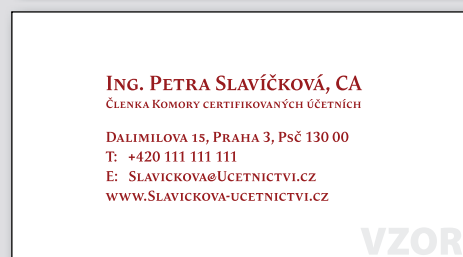 Ing. Petra Slavíčková, CA
Členka Komory certifikovaných účetních
Dalimilova 15, Praha 3, Psč 130 00
T: +420 111 111 111
E: Slavickova@Ucetnictvi.cz
www.Slavickova-ucetnictvi.cz
VZOR